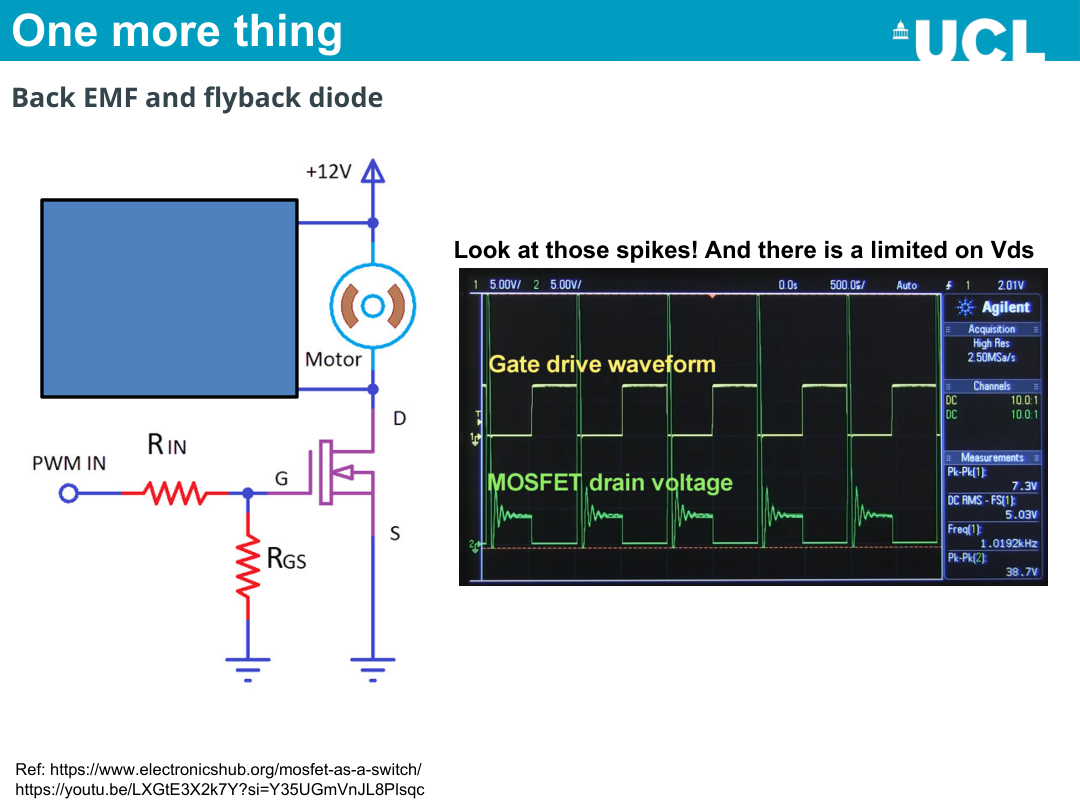 One more thing
UCL
Back EMF and flyback diode
+12V
Motor
D
R IN
PWM IN
G
S
RGS
Look at those spikes! And there is a limited on Vds
1 5.00V/ 2 5.00V/ 0.0s 500.0s/ Auto 1 2.01V
Agilent
Acquisition
High Res
2.50MSa/s
Gate drive waveform
Channels
DC 10.0:1
DC 10.0:1
T
1
Measurements
Pk-Pk(1):
7.3V
MOSFET drain voltage
DC RMS - FS(1):
5.03V
Freq(1):
1.0192kHz
2
Pk-Pk(2):
38.7V
Ref: https://www.electronicshub.org/mosfet-as-a-switch/
https://youtu.be/LXGtE3X2k7Y?si=Y35UGmVnJL8Plsqc